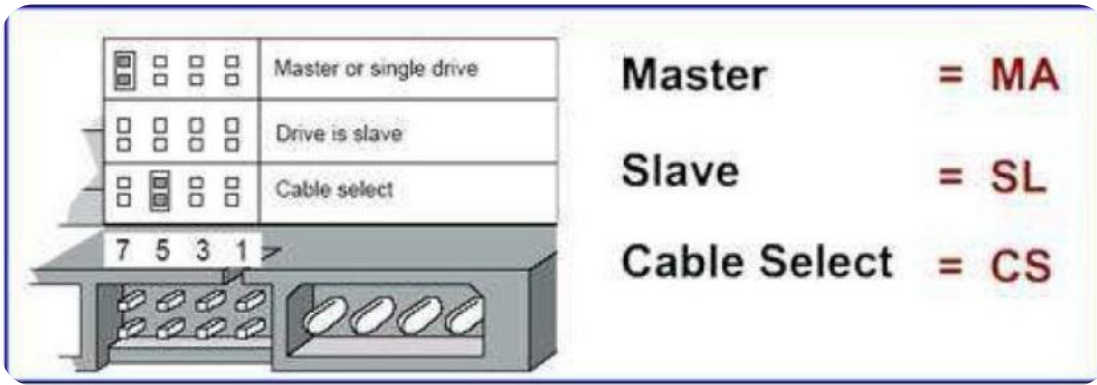 Master or single drive
Drive is slave
Cable select
7 5 3 1
Master = MA
Slave = SL
Cable Select = CS